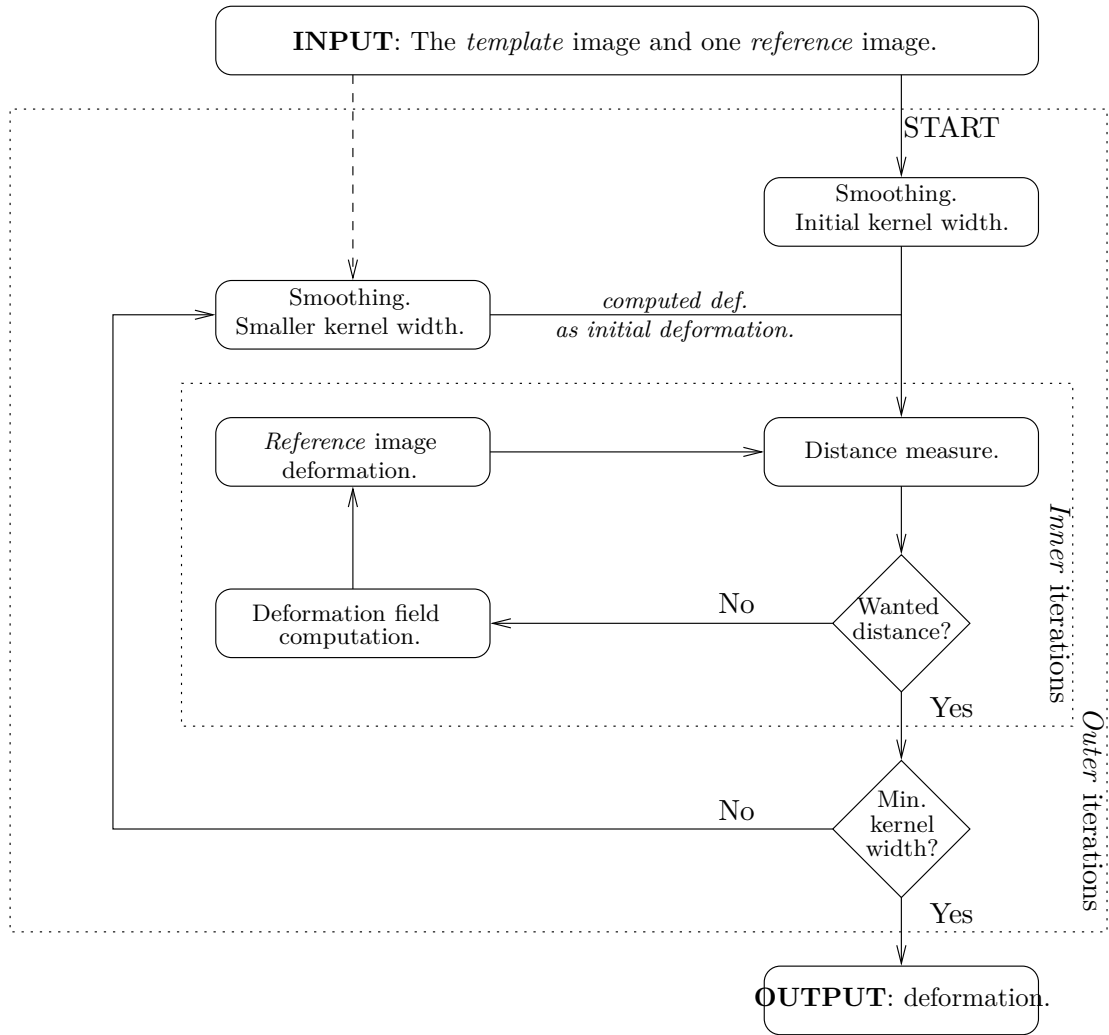 INPUT: The template image and one reference image.
START
Smoothing.
Initial kernel width.
Smoothing.
Smaller kernel width.
computed def.
as initial deformation.
Reference image
deformation.
Distance measure.
Inner iterations
Deformation field
computation.
No
Wanted
distance?
Yes
Outer iterations
No
Min.
kernel
width?
Yes
OUTPUT: deformation.